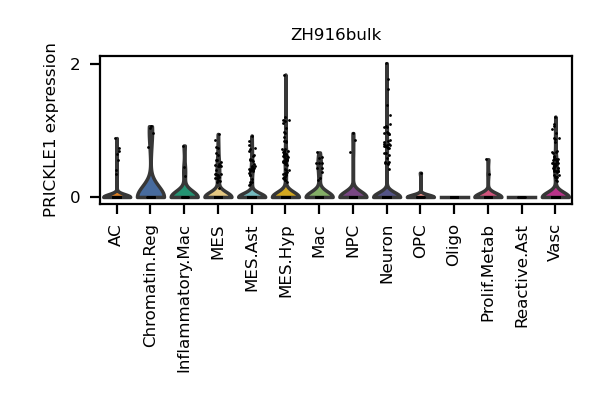 ZH916bulk
PRICKLE1 expression
2
0
AC
Chromatin.Reg
Inflammatory.Mac
MES
MES.Ast
MES.Hyp
Mac
NPC
Neuron
OPC
Oligo
Prolif.Metab
Reactive.Ast
Vasc